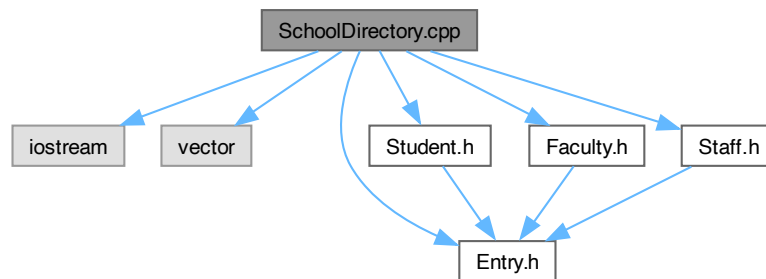 SchoolDirectory.cpp
iostream
vector
Student.h
Faculty.h
Staff.h
Entry.h